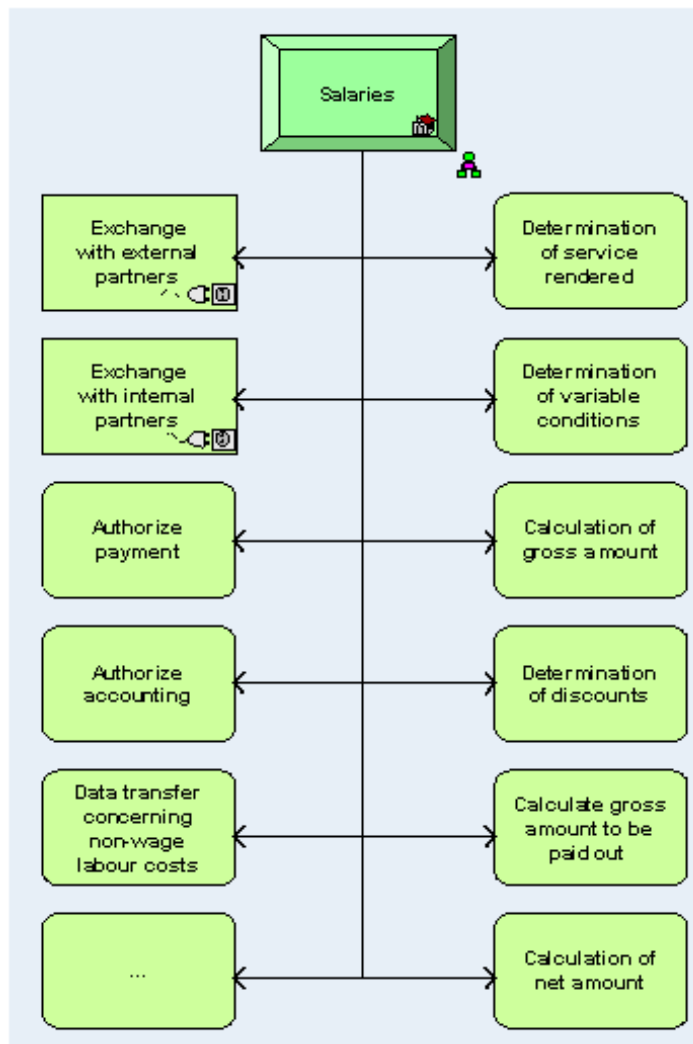 Salaries
Exchange
with external
partners
Determination
of service
rendered
Exchange
with internal
partners
Determination
of variable
conditions
Authorize
payment
Calculation of
gross amount
Authorize
accounting
Determination
of discounts
Data transfer
concerning
non-wage
labour costs
Calculate gross
amount to be
paid out
...
Calculation of
net amount